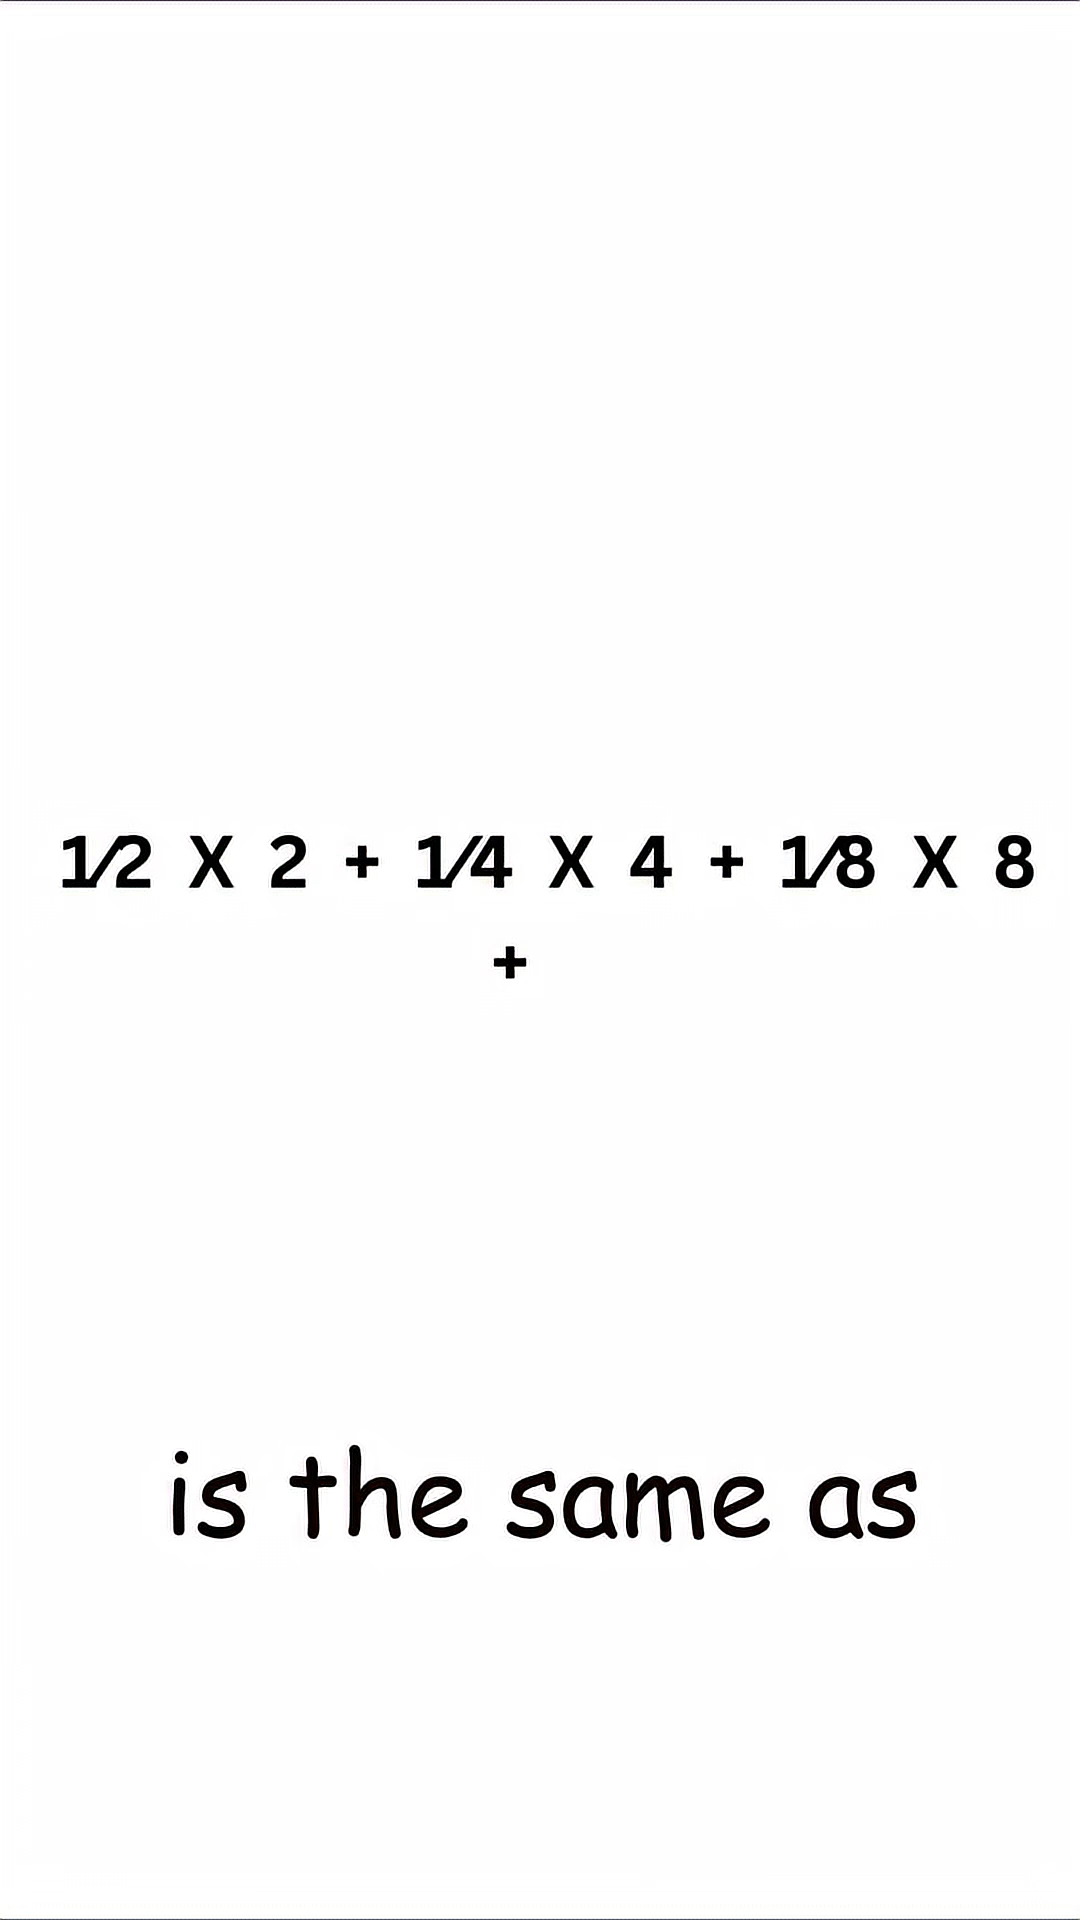 1⁄2 X 2 + 1⁄4 X 4 + 1⁄8 X 8
+
is the same as